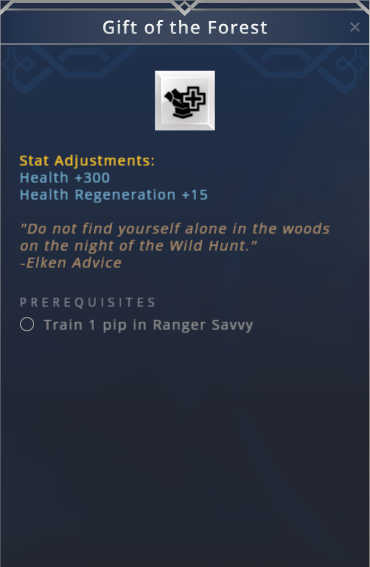 Gift of the Forest
Stat Adjustments:
Health +300
Health Regeneration +15
"Do not find yourself alone in the woods
on the night of the Wild Hunt."
-Elken Advice
PREREQUISITES
Train 1 pip in Ranger Savvy